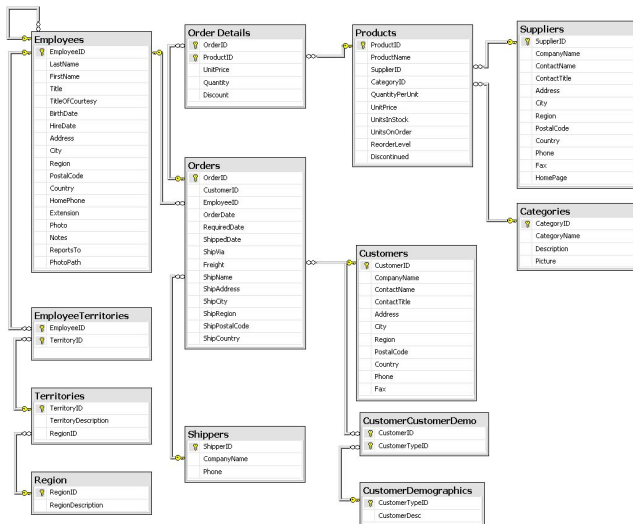 Employees
EmployeeID
LastName
FirstName
Title
TitleOfCourtesy
BirthDate
HireDate
Address
City
Region
PostalCode
Country
HomePhone
Extension
Photo
Notes
ReportsTo
PhotoPath
EmployeeTerritories
EmployeeID
TerritoryID
Territories
TerritoryID
TerritoryDescription
RegionID
Region
RegionID
RegionDescription
Order Details
OrderID
ProductID
UnitPrice
Quantity
Discount
Orders
OrderID
CustomerID
EmployeeID
OrderDate
RequiredDate
ShippedDate
ShipVia
Freight
ShipName
ShipAddress
ShipCity
ShipRegion
ShipPostalCode
ShipCountry
Shippers
ShipperID
CompanyName
Phone
Products
ProductID
ProductName
SupplierID
CategoryID
QuantityPerUnit
UnitPrice
UnitsInStock
UnitsOnOrder
ReorderLevel
Discontinued
Customers
CustomerID
CompanyName
ContactName
ContactTitle
Address
City
Region
PostalCode
Country
Phone
Fax
CustomerCustomerDemo
CustomerID
CustomerTypeID
CustomerDemographics
CustomerTypeID
CustomerDesc
Suppliers
SupplierID
CompanyName
ContactName
ContactTitle
Address
City
Region
PostalCode
Country
Phone
Fax
HomePage
Categories
CategoryID
CategoryName
Description
Picture